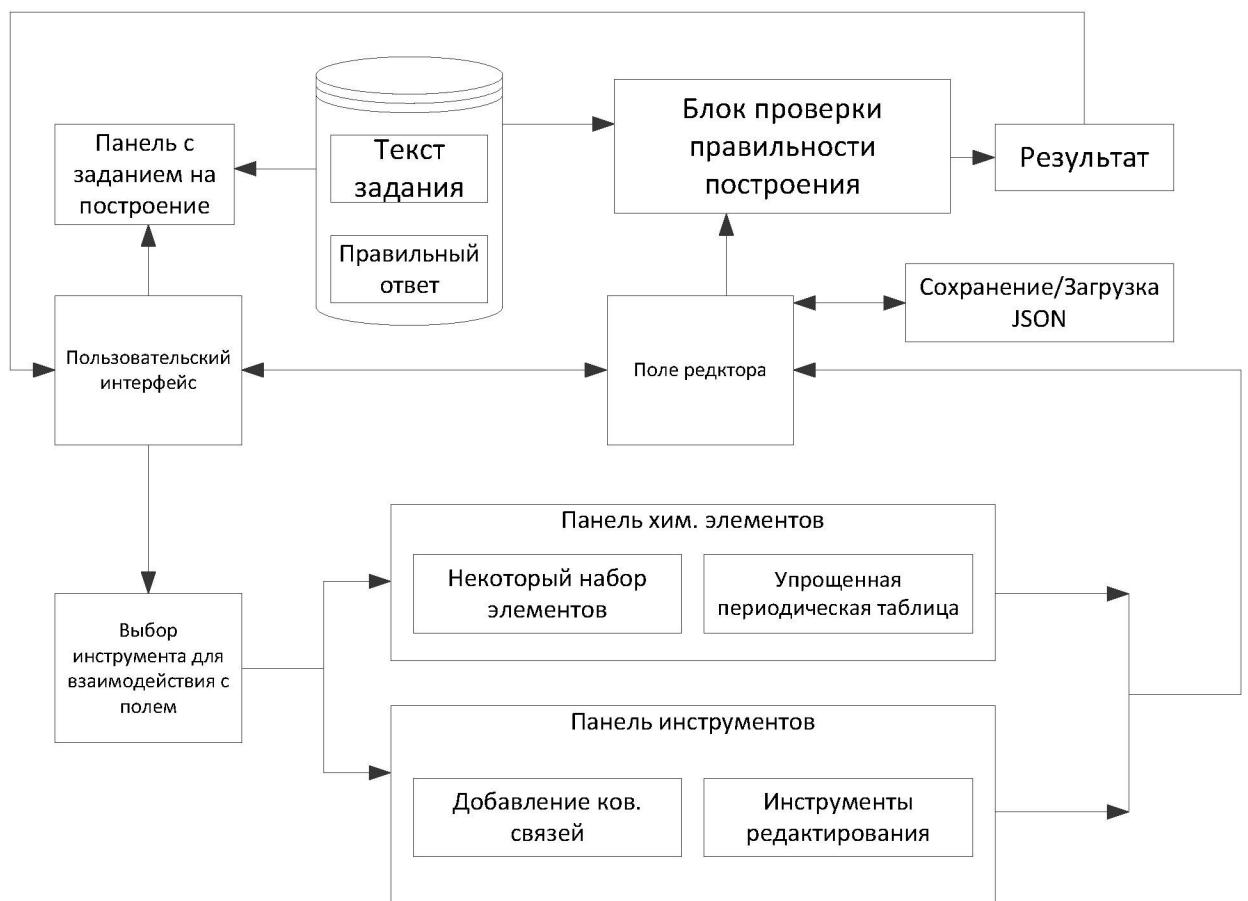 Панель с
заданием на
построение
Текст
задания
Правильный
ответ
Блок проверки
правильности
построения
Результат
Сохранение/Загрузка
JSON
Пользовательский
интерфейс
Поле редктора
Выбор
инструмента для
взаимодействия с
полем
Панель хим. элементов
Некоторый набор
элементов
Упрощенная
периодическая таблица
Панель инструментов
Добавление ков.
связей
Инструменты
редактирования